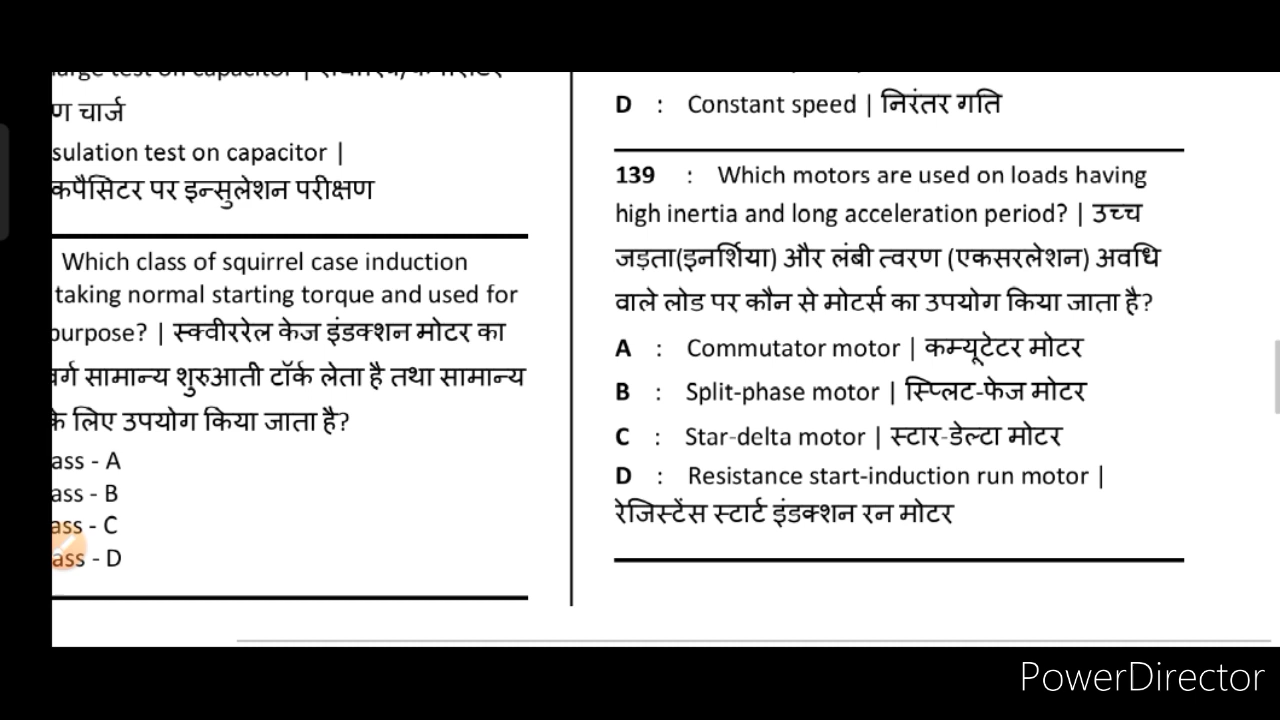 ण चार्ज
sulation test on capacitor |
कपैसिटर पर इन्सुलेशन परीक्षण
Which class of squirrel case induction
taking normal starting torque and used for
purpose? | स्क्वीररेल केज इंडक्शन मोटर का
वर्ग सामान्य शुरुआती टॉर्क लेता है तथा सामान्य
के लिए उपयोग किया जाता है?
ass - A
ass - B
ass - C
ass - D
D : Constant speed | निरंतर गति
139 : Which motors are used on loads having
high inertia and long acceleration period? | उच्च
जड़ता(इनर्शिया) और लंबी त्वरण (एकसरलेशन) अवधि
वाले लोड पर कौन से मोटर्स का उपयोग किया जाता है?
A : Commutator motor | कम्यूटेटर मोटर
B : Split-phase motor | स्प्लिट-फेज मोटर
C : Star-delta motor | स्टार-डेल्टा मोटर
D : Resistance start-induction run motor |
रेजिस्टेंस स्टार्ट इंडक्शन रन मोटर
PowerDirector